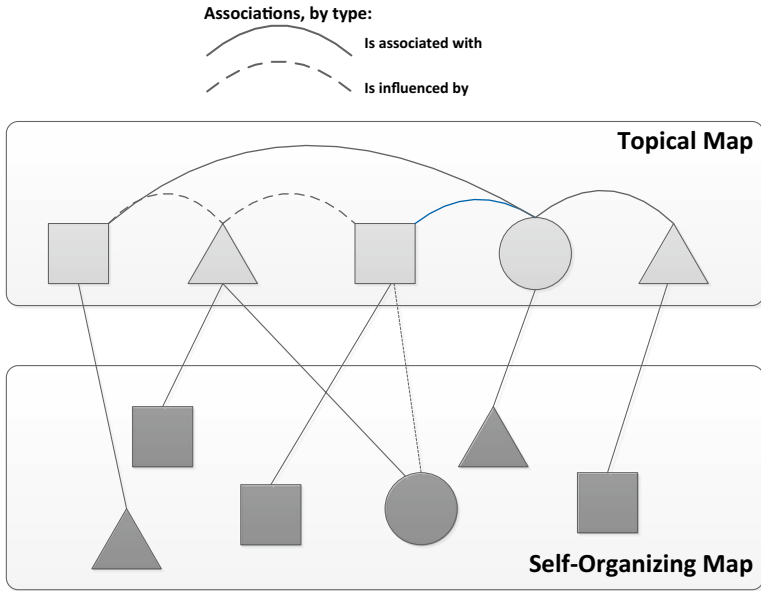 Associations, by type:
Is associated with
Is influenced by
Topical Map
Self-Organizing Map